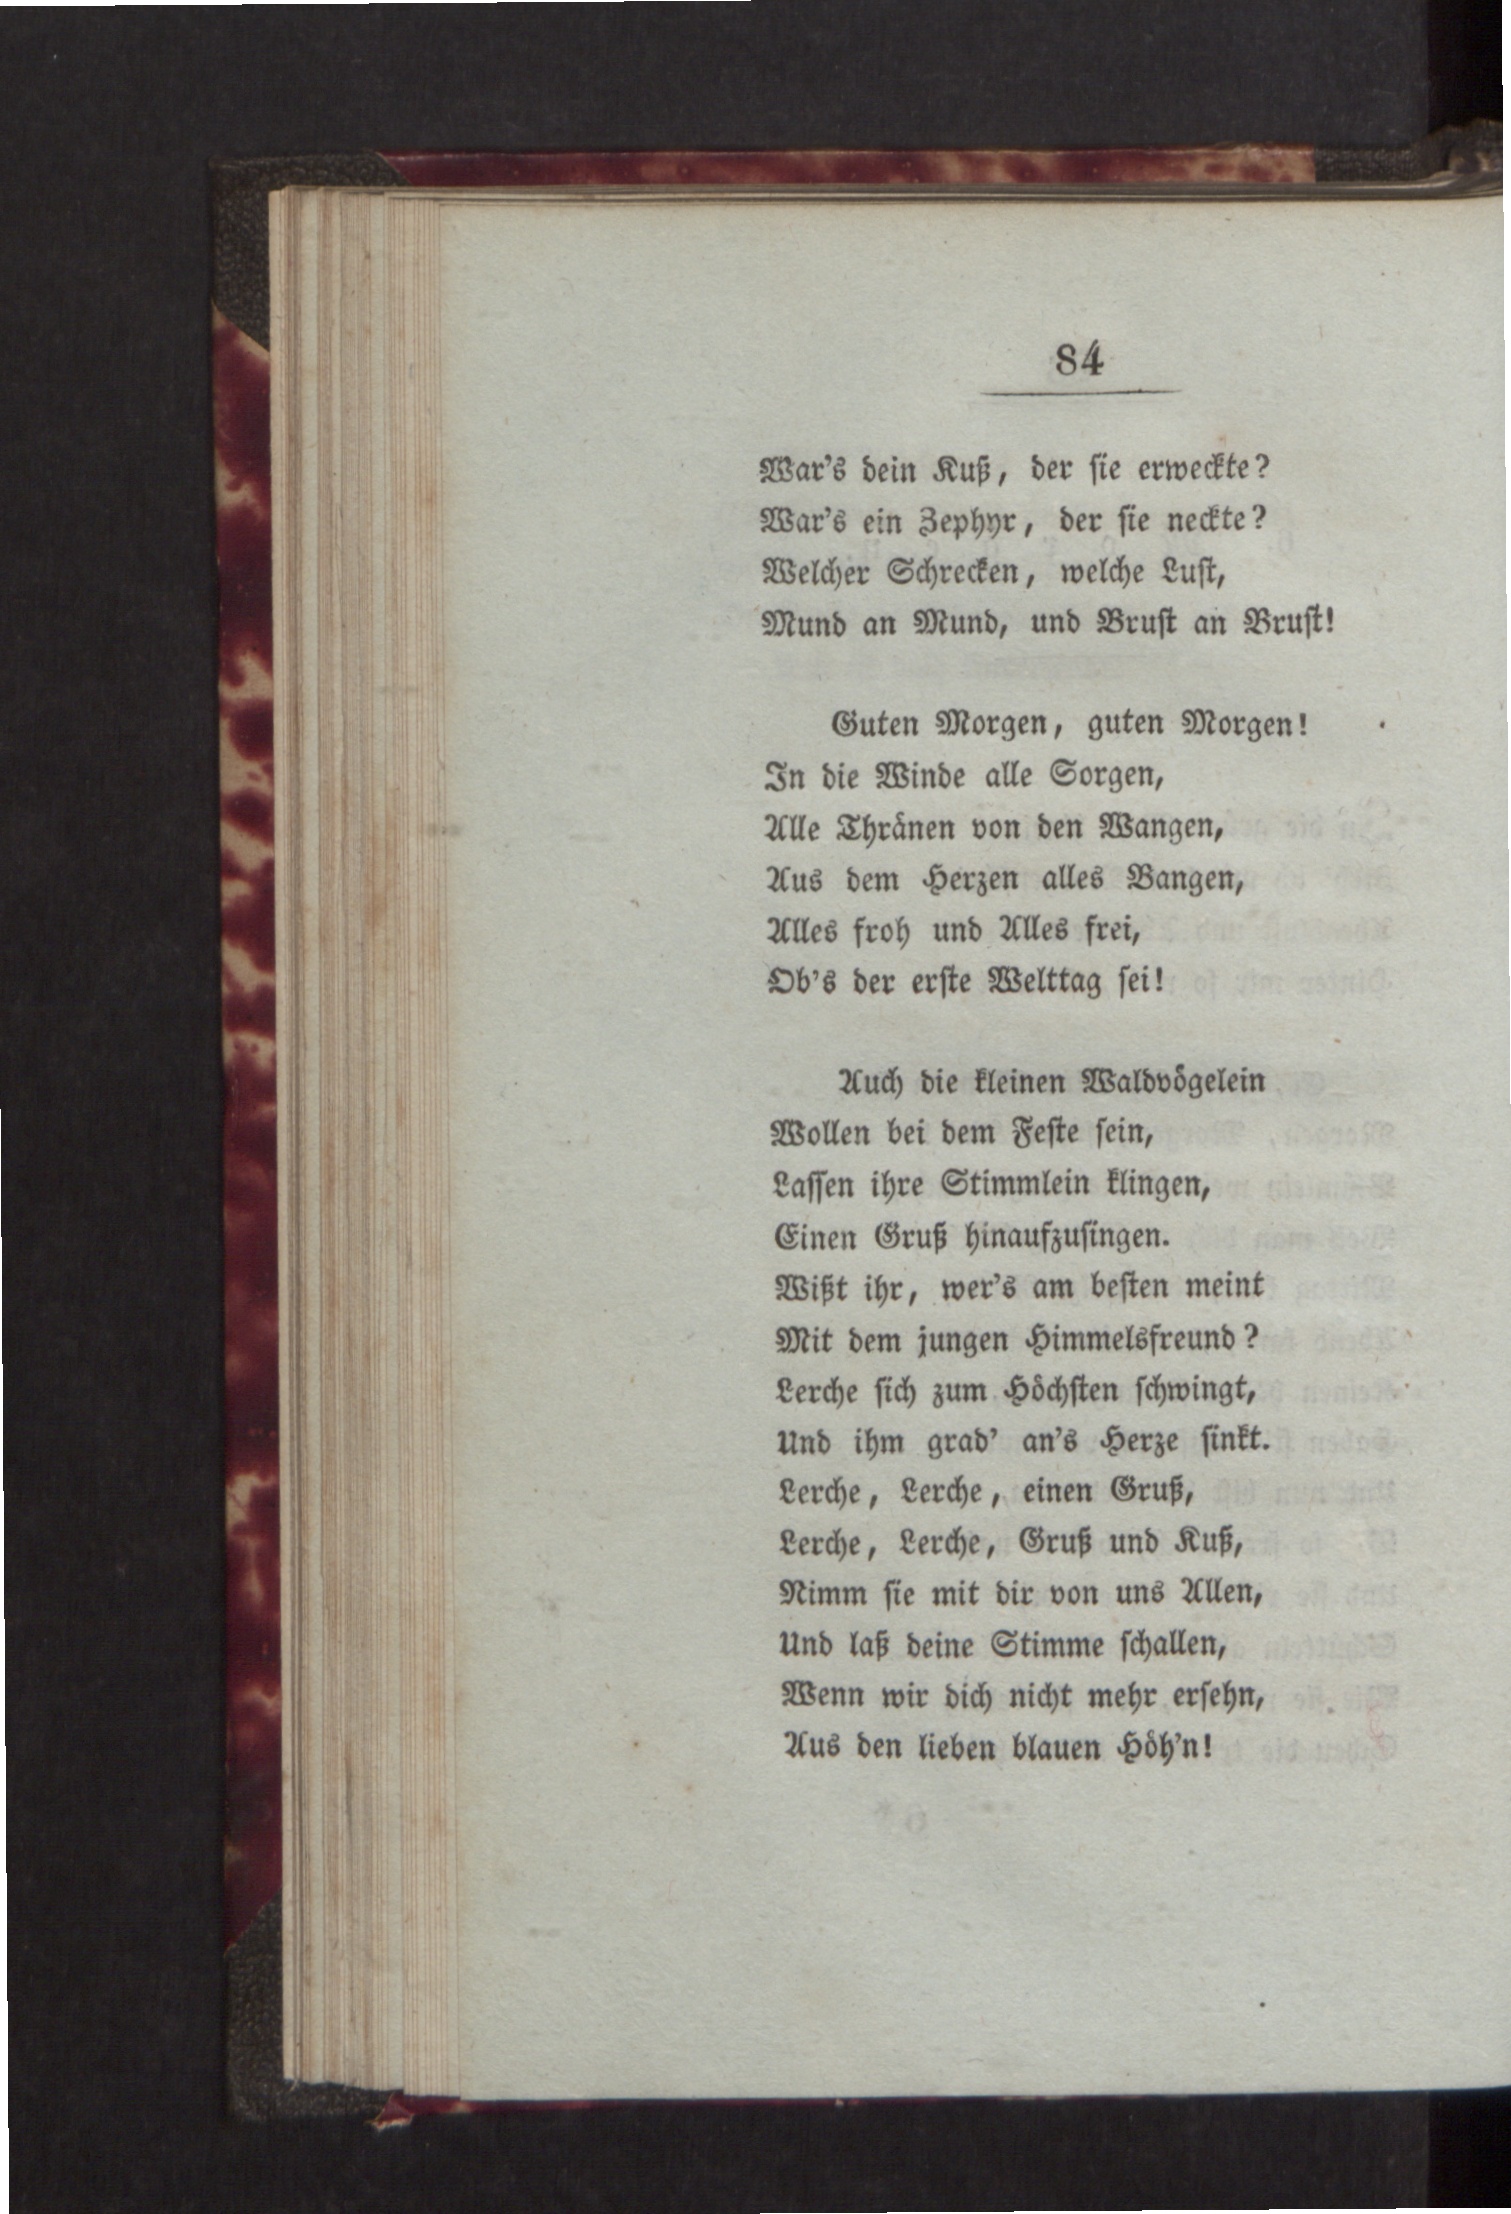 84
War's dein Kuß, der sie erweckte?
War's ein Zephyr, der sie neckte?
Welcher Schrecken, welche Lust,
Mund an Mund, und Brust an Brust!
Guten Morgen, guten Morgen!
In die Winde alle Sorgen,
Alle Thränen von den Wangen,
Aus dem Herzen alles Bangen,
Alles froh und Alles frei,
Ob's der erste Welttag sei!
Auch die kleinen Waldvögelein
Wollen bei dem Feste sein,
Lassen ihre Stimmlein klingen,
Einen Gruß hinaufzusingen.
Wißt ihr, wer's am besten meint
Mit dem jungen Himmelsfreund?
Lerche sich zum Höchsten schwingt,
Und ihm grad' an's Herze sinkt.
Lerche, Lerche, einen Gruß,
Lerche, Lerche, Gruß und Kuß,
Nimm sie mit dir von uns Allen,
Und laß deine Stimme schallen,
Wenn wir dich nicht mehr ersehn,
Aus den lieben blauen Höh'n!